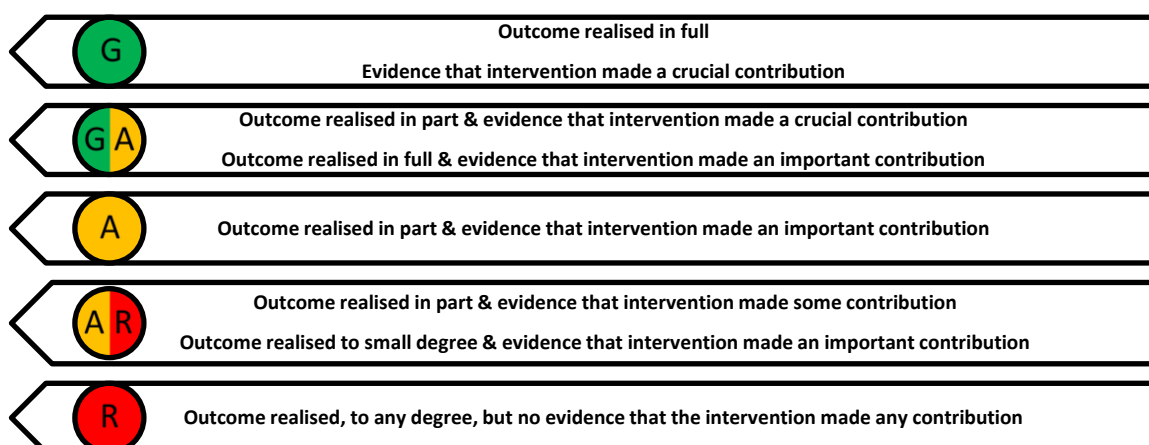 G
Outcome realised in full
Evidence that intervention made a crucial contribution
G A
Outcome realised in part & evidence that intervention made a crucial contribution
Outcome realised in full & evidence that intervention made an important contribution
A
Outcome realised in part & evidence that intervention made an important contribution
A R
Outcome realised in part & evidence that intervention made some contribution
Outcome realised to small degree & evidence that intervention made an important contribution
R
Outcome realised, to any degree, but no evidence that the intervention made any contribution